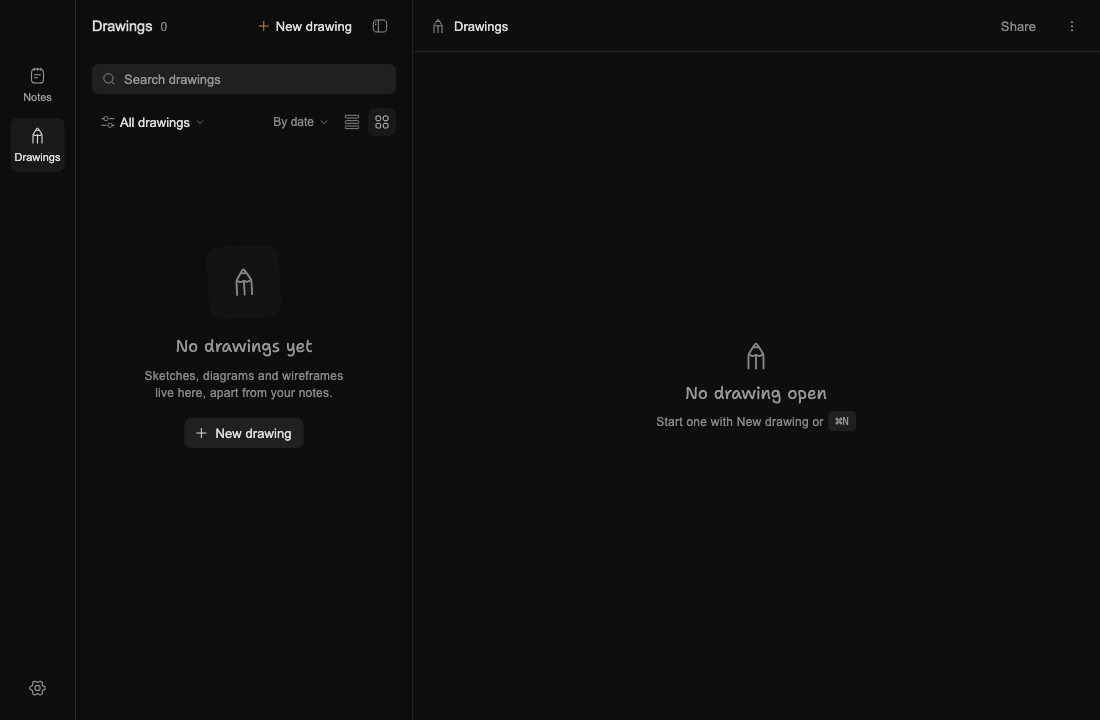 Drawings 0
New drawing
Drawings
Share
Notes
Drawings
Search drawings
All drawings
By date
No drawings yet
Sketches, diagrams and wireframes
live here, apart from your notes.
New drawing
No drawing open
Start one with New drawing or ⌘N